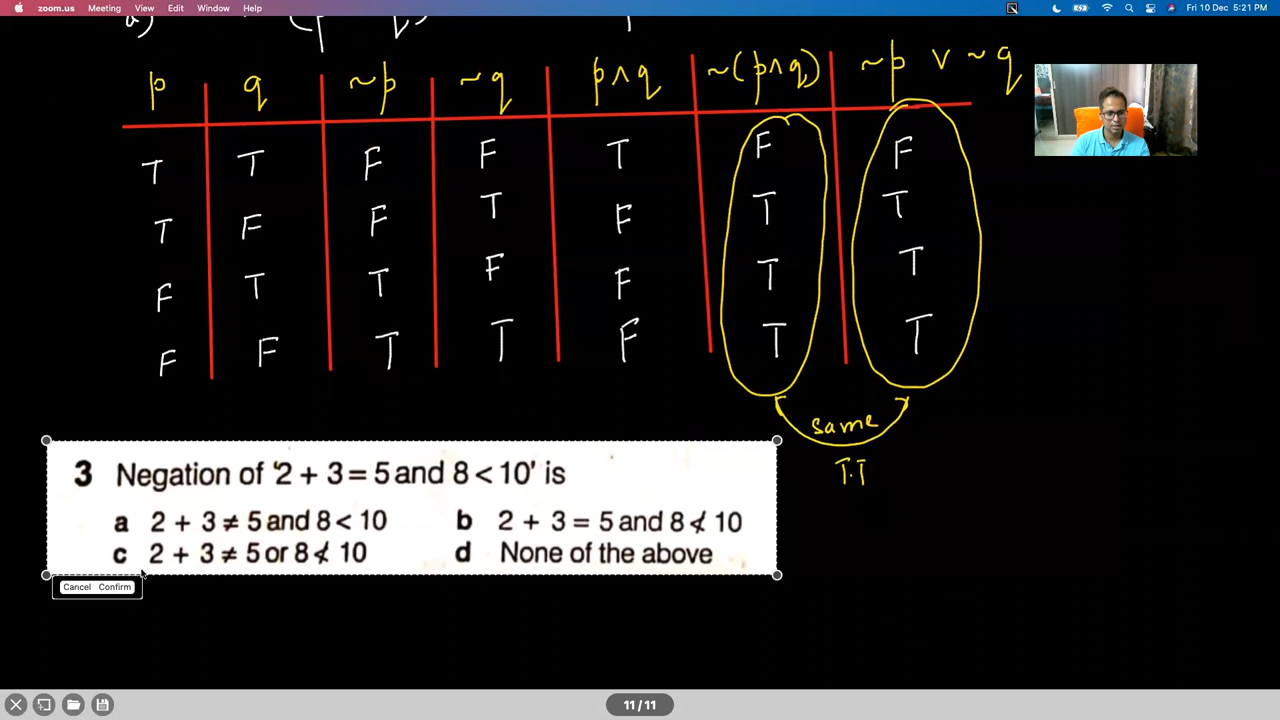 zoom.us Meeting View Edit Window Help Fri 10 Dec 5:21 PM
a)
p q ~p ~q p∧q ~(p∧q) ~p ∨ ~q
T T F F T F F
T F F T F T T
F T T F F T T
F F T T F T T
same
T.T
3 Negation of '2 + 3 = 5 and 8 < 10' is
a 2 + 3 ≠ 5 and 8 < 10 b 2 + 3 = 5 and 8 ≮ 10
c 2 + 3 ≠ 5 or 8 ≮ 10 d None of the above
Cancel Confirm
11 / 11